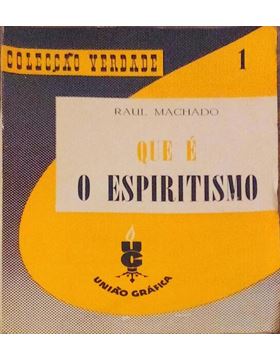 COLECÇÃO VERDADE
1
RAUL MACHADO
QUE É
O ESPIRITISMO
UG
UNIÃO GRÁFICA